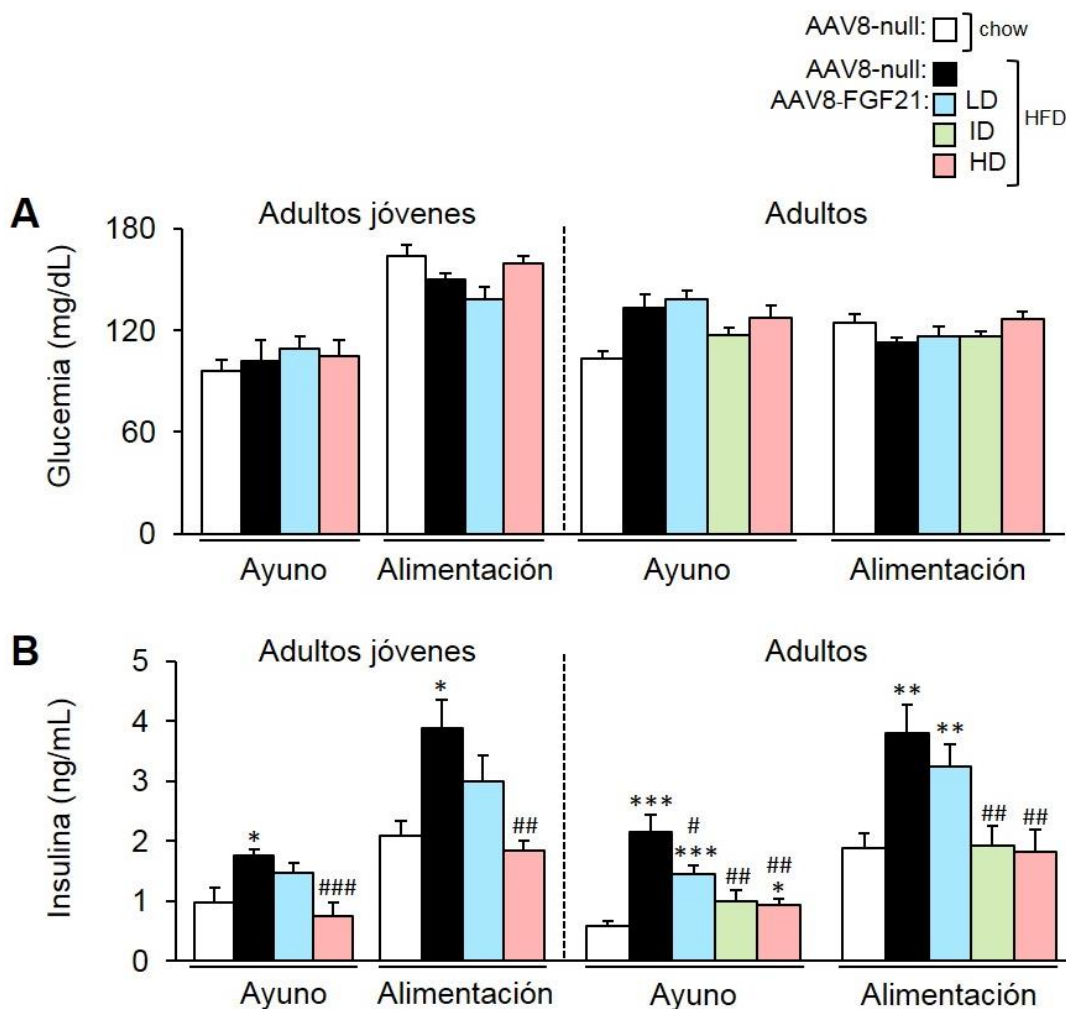 AAV8-null: chow
AAV8-null:
AAV8-FGF21: LD
ID
HD
HFD
A
Adultos jóvenes Adultos
Glucemia (mg/dL)
180
120
60
0
Ayuno Alimentación Ayuno Alimentación
B
Adultos jóvenes Adultos
Insulina (ng/mL)
5
4
3
2
1
0
* ### * ## *** # *** ## ## * ** ** ## ##
Ayuno Alimentación Ayuno Alimentación